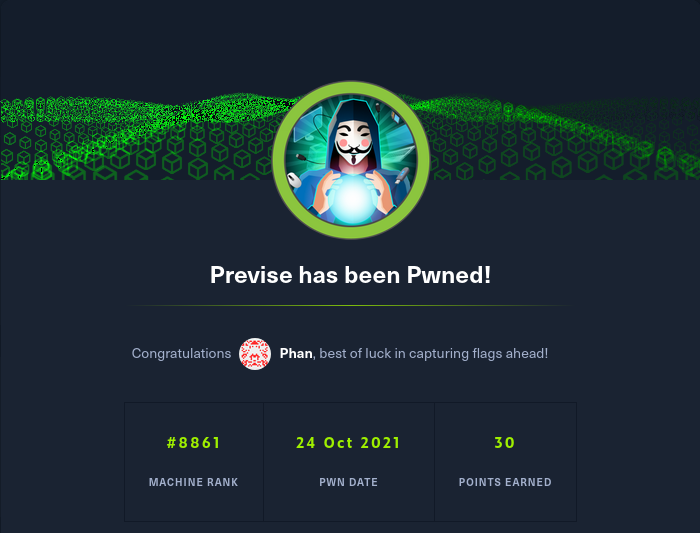 Previse has been Pwned!
Congratulations Phan, best of luck in capturing flags ahead!
#8861 24 Oct 2021 30
MACHINE RANK PWN DATE POINTS EARNED